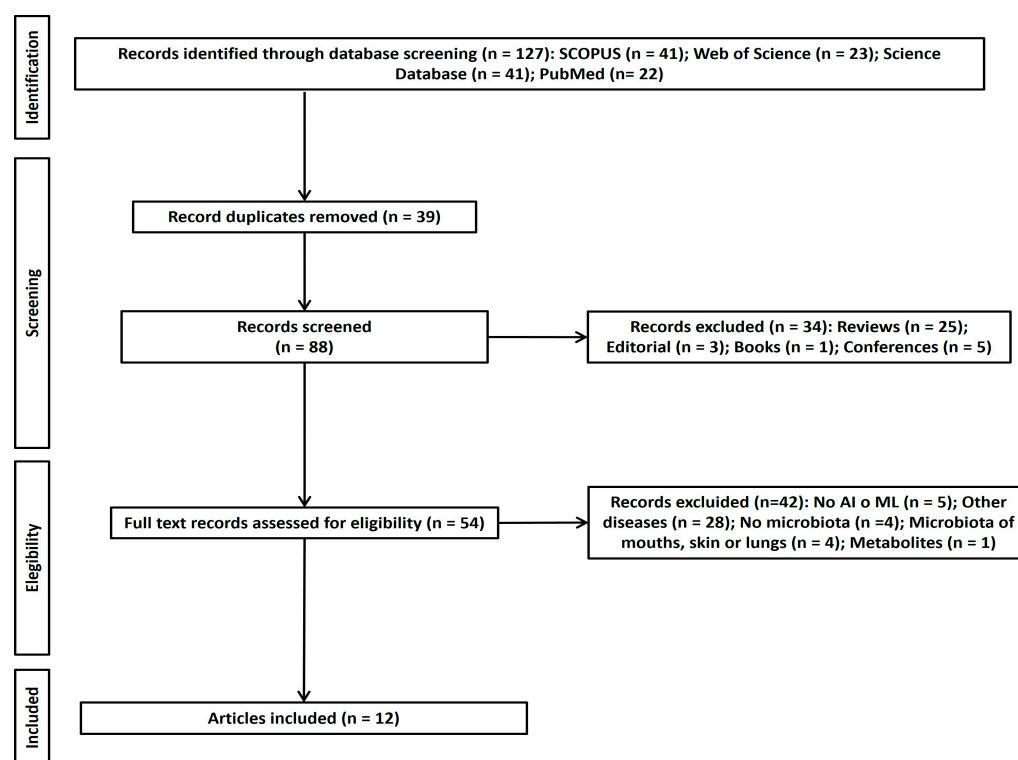 Identification
Records identified through database screening (n = 127): SCOPUS (n = 41); Web of Science (n = 23); Science
Database (n = 41); PubMed (n= 22)
Screening
Record duplicates removed (n = 39)
Records screened
(n = 88)
Records excluded (n = 34): Reviews (n = 25);
Editorial (n = 3); Books (n = 1); Conferences (n = 5)
Elegibility
Full text records assessed for eligibility (n = 54)
Records excluided (n=42): No AI o ML (n = 5); Other
diseases (n = 28); No microbiota (n =4); Microbiota of
mouths, skin or lungs (n = 4); Metabolites (n = 1)
Included
Articles included (n = 12)